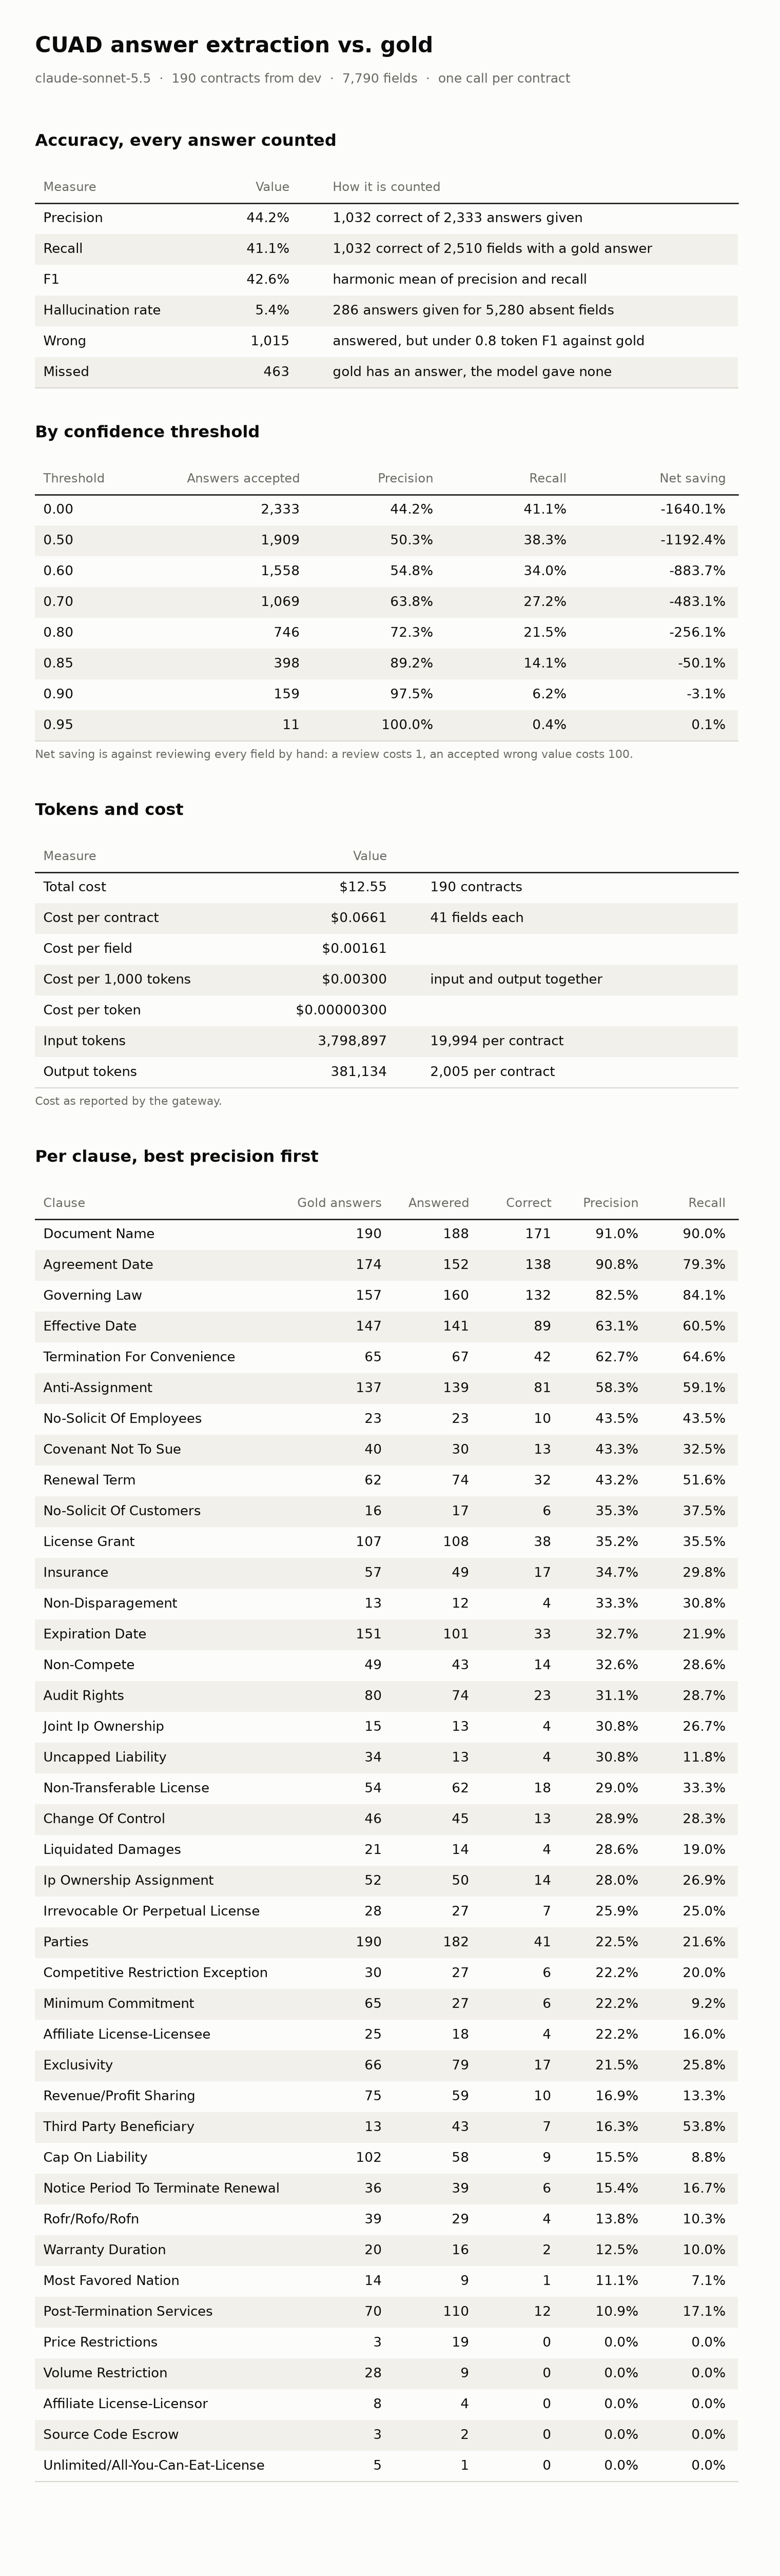 CUAD answer extraction vs. gold
claude-sonnet-5.5 · 190 contracts from dev · 7,790 fields · one call per contract
Accuracy, every answer counted
Measure Value How it is counted
Precision 44.2% 1,032 correct of 2,333 answers given
Recall 41.1% 1,032 correct of 2,510 fields with a gold answer
F1 42.6% harmonic mean of precision and recall
Hallucination rate 5.4% 286 answers given for 5,280 absent fields
Wrong 1,015 answered, but under 0.8 token F1 against gold
Missed 463 gold has an answer, the model gave none
By confidence threshold
Threshold Answers accepted Precision Recall Net saving
0.00 2,333 44.2% 41.1% -1640.1%
0.50 1,909 50.3% 38.3% -1192.4%
0.60 1,558 54.8% 34.0% -883.7%
0.70 1,069 63.8% 27.2% -483.1%
0.80 746 72.3% 21.5% -256.1%
0.85 398 89.2% 14.1% -50.1%
0.90 159 97.5% 6.2% -3.1%
0.95 11 100.0% 0.4% 0.1%
Net saving is against reviewing every field by hand: a review costs 1, an accepted wrong value costs 100.
Tokens and cost
Measure Value
Total cost $12.55 190 contracts
Cost per contract $0.0661 41 fields each
Cost per field $0.00161
Cost per 1,000 tokens $0.00300 input and output together
Cost per token $0.00000300
Input tokens 3,798,897 19,994 per contract
Output tokens 381,134 2,005 per contract
Cost as reported by the gateway.
Per clause, best precision first
Clause Gold answers Answered Correct Precision Recall
Document Name 190 188 171 91.0% 90.0%
Agreement Date 174 152 138 90.8% 79.3%
Governing Law 157 160 132 82.5% 84.1%
Effective Date 147 141 89 63.1% 60.5%
Termination For Convenience 65 67 42 62.7% 64.6%
Anti-Assignment 137 139 81 58.3% 59.1%
No-Solicit Of Employees 23 23 10 43.5% 43.5%
Covenant Not To Sue 40 30 13 43.3% 32.5%
Renewal Term 62 74 32 43.2% 51.6%
No-Solicit Of Customers 16 17 6 35.3% 37.5%
License Grant 107 108 38 35.2% 35.5%
Insurance 57 49 17 34.7% 29.8%
Non-Disparagement 13 12 4 33.3% 30.8%
Expiration Date 151 101 33 32.7% 21.9%
Non-Compete 49 43 14 32.6% 28.6%
Audit Rights 80 74 23 31.1% 28.7%
Joint Ip Ownership 15 13 4 30.8% 26.7%
Uncapped Liability 34 13 4 30.8% 11.8%
Non-Transferable License 54 62 18 29.0% 33.3%
Change Of Control 46 45 13 28.9% 28.3%
Liquidated Damages 21 14 4 28.6% 19.0%
Ip Ownership Assignment 52 50 14 28.0% 26.9%
Irrevocable Or Perpetual License 28 27 7 25.9% 25.0%
Parties 190 182 41 22.5% 21.6%
Competitive Restriction Exception 30 27 6 22.2% 20.0%
Minimum Commitment 65 27 6 22.2% 9.2%
Affiliate License-Licensee 25 18 4 22.2% 16.0%
Exclusivity 66 79 17 21.5% 25.8%
Revenue/Profit Sharing 75 59 10 16.9% 13.3%
Third Party Beneficiary 13 43 7 16.3% 53.8%
Cap On Liability 102 58 9 15.5% 8.8%
Notice Period To Terminate Renewal 36 39 6 15.4% 16.7%
Rofr/Rofo/Rofn 39 29 4 13.8% 10.3%
Warranty Duration 20 16 2 12.5% 10.0%
Most Favored Nation 14 9 1 11.1% 7.1%
Post-Termination Services 70 110 12 10.9% 17.1%
Price Restrictions 3 19 0 0.0% 0.0%
Volume Restriction 28 9 0 0.0% 0.0%
Affiliate License-Licensor 8 4 0 0.0% 0.0%
Source Code Escrow 3 2 0 0.0% 0.0%
Unlimited/All-You-Can-Eat-License 5 1 0 0.0% 0.0%